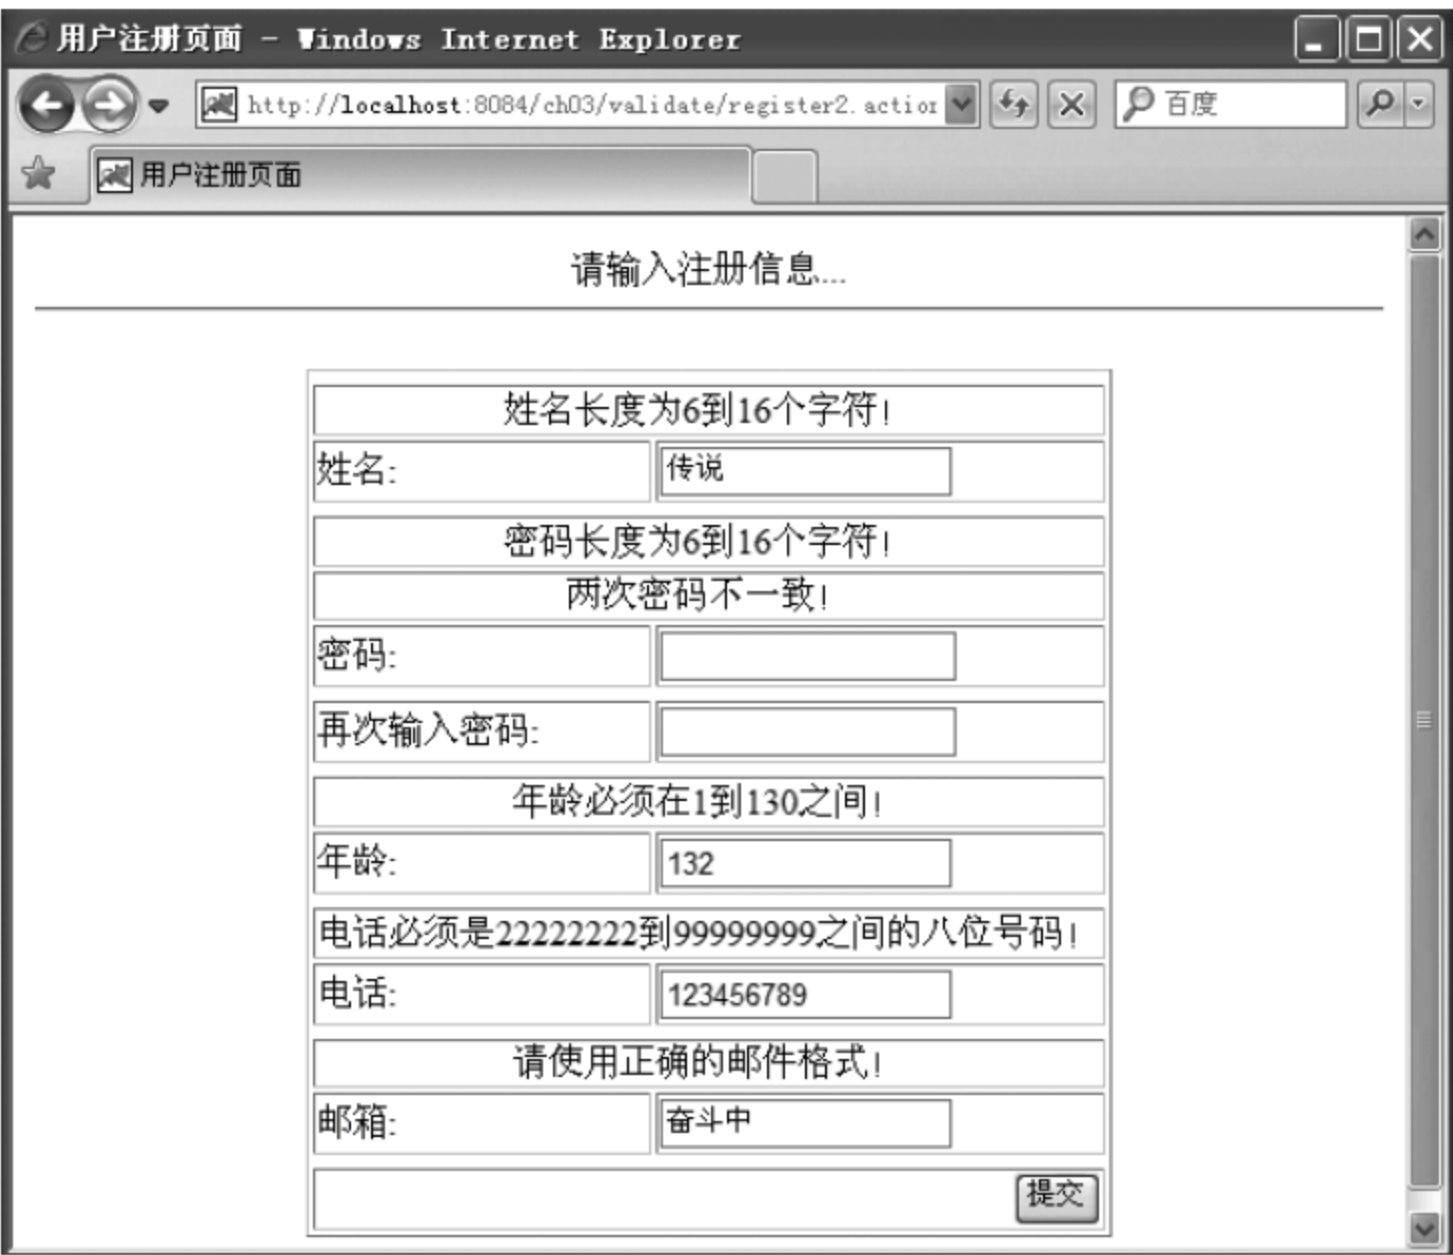 用户注册页面 - Windows Internet Explorer
http://localhost:8084/ch03/validate/register2.action
百度
用户注册页面
请输入注册信息...
姓名长度为6到16个字符!
姓名: 传说
密码长度为6到16个字符!
两次密码不一致!
密码:
再次输入密码:
年龄必须在1到130之间!
年龄: 132
电话必须是22222222到99999999之间的八位号码!
电话: 123456789
请使用正确的邮件格式!
邮箱: 奋斗中
提交